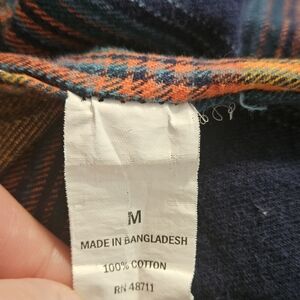 M
MADE IN BANGLADESH
100% COTTON
RN 48711